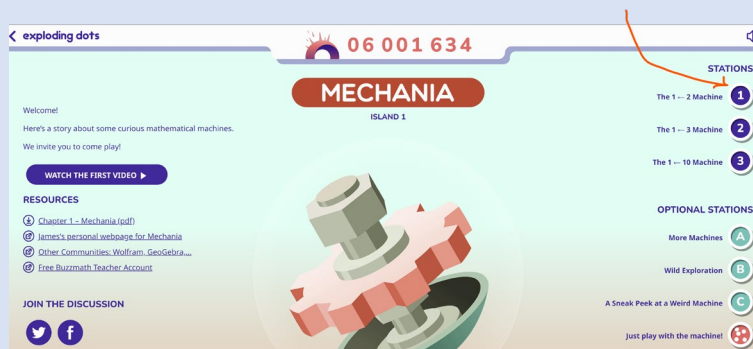 exploding dots
06 001 634
MECHANIA
ISLAND 1
Welcome!
Here's a story about some curious mathematical machines.
We invite you to come play!
WATCH THE FIRST VIDEO
RESOURCES
Chapter 1 – Mechania (pdf)
James's personal webpage for Mechania
Other Communities: Wolfram, GeoGebra,...
Free Buzzmath Teacher Account
JOIN THE DISCUSSION
STATIONS
The 1 ← 2 Machine 1
The 1 ← 3 Machine 2
The 1 ← 10 Machine 3
OPTIONAL STATIONS
More Machines A
Wild Exploration B
A Sneak Peek at a Weird Machine C
Just play with the machine!